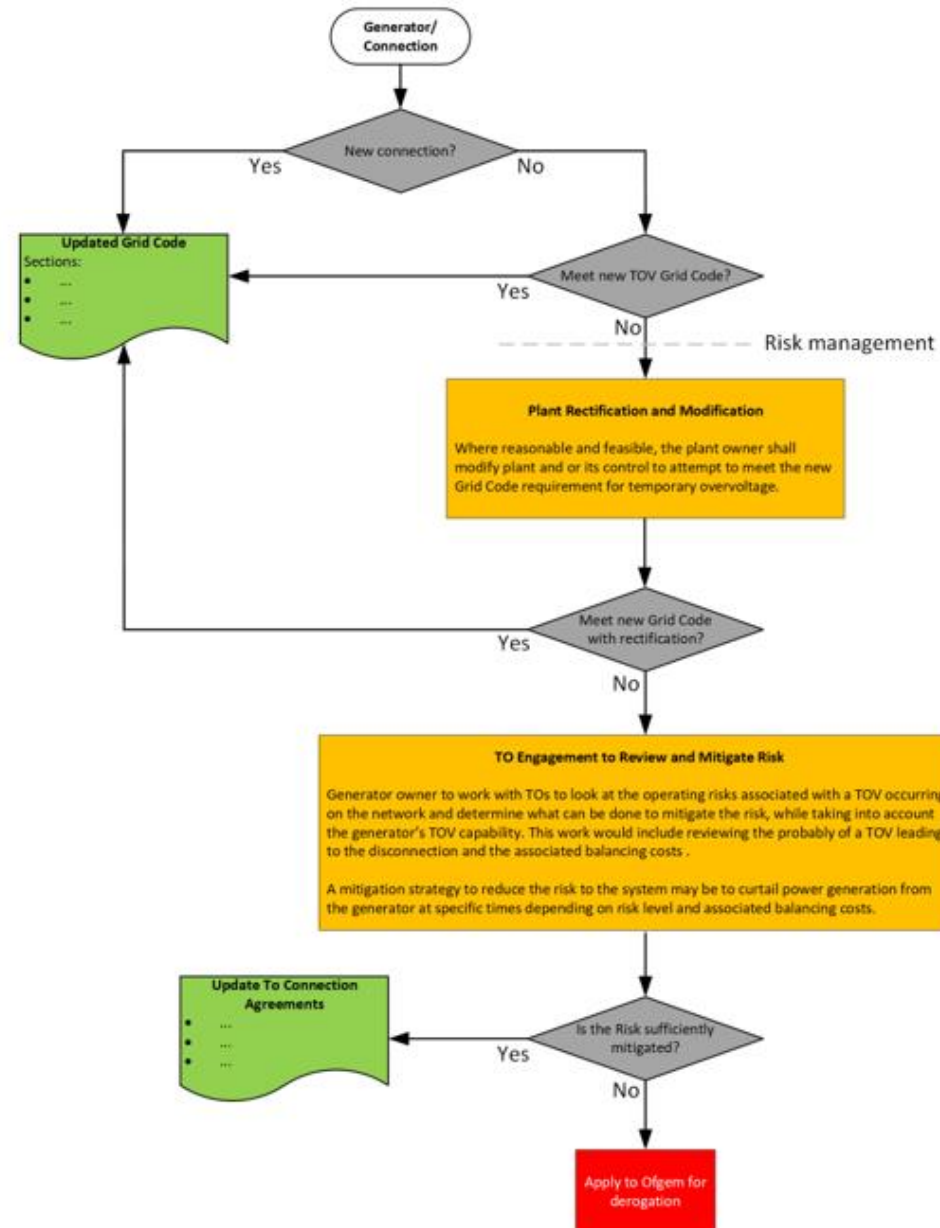 Generator/
Connection
New connection?
Yes
No
Updated Grid Code
Sections:
• ...
• ...
• ...
Meet new TOV Grid Code?
Yes
No
Risk management
Plant Rectification and Modification
Where reasonable and feasible, the plant owner shall
modify plant and or its control to attempt to meet the new
Grid Code requirement for temporary overvoltage.
Meet new Grid Code
with rectification?
Yes
No
TO Engagement to Review and Mitigate Risk
Generator owner to work with TOs to look at the operating risks associated with a TOV occurring
on the network and determine what can be done to mitigate the risk, while taking into account
the generator's TOV capability. This work would include reviewing the probably of a TOV leading
to the disconnection and the associated balancing costs .
A mitigation strategy to reduce the risk to the system may be to curtail power generation from
the generator at specific times depending on risk level and associated balancing costs.
Update To Connection
Agreements
• ...
• ...
• ...
Is the Risk sufficiently
mitigated?
Yes
No
Apply to Ofgem for
derogation